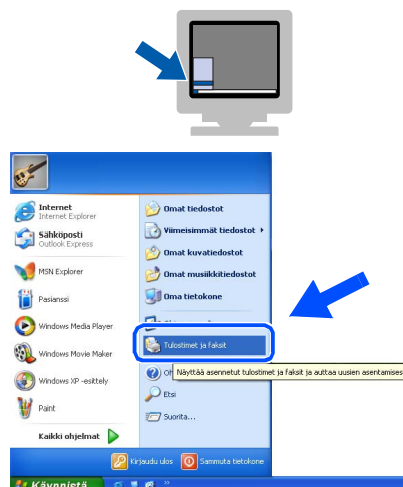 Internet
Internet Explorer
Sähköposti
Outlook Express
MSN Explorer
Pasianssi
Windows Media Player
Windows Movie Maker
Windows XP -esittely
Paint
Kaikki ohjelmat
Omat tiedostot
Viimeisimmät tiedostot
Omat kuvatiedostot
Omat musiikkitiedostot
Oma tietokone
Tulostimet ja faksit
Näyttää asennetut tulostimet ja faksit ja auttaa uusien asentamises
Etsi
Suorita...
Kirjaudu ulos
Sammuta tietokone
Käynnistä